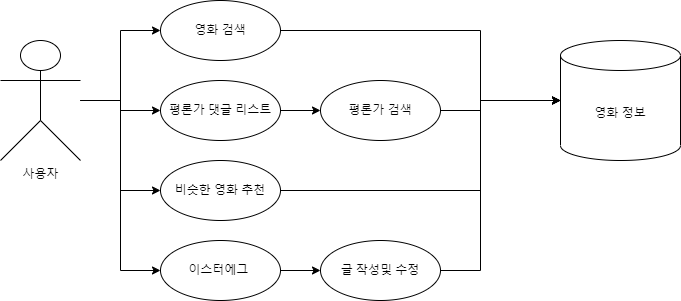 영화 검색
평론가 댓글 리스트
평론가 검색
영화 정보
사용자
비슷한 영화 추천
이스터에그
글 작성및 수정